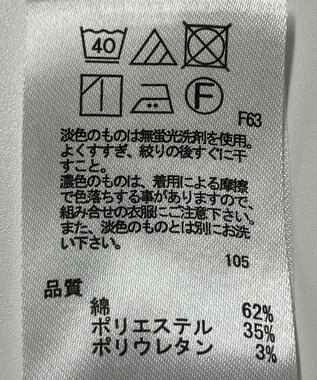 40
F
F63
淡色のものは無蛍光洗剤を使用。
よくすすぎ、絞りの後すぐに干
すこと。
濃色のものは、着用による摩擦
で色落ちする事がありますので、
組み合せの衣服にご注意下さい。
また、淡色のものとは別にお洗
い下さい。
105
品質
綿 62%
ポリエステル 35%
ポリウレタン 3%